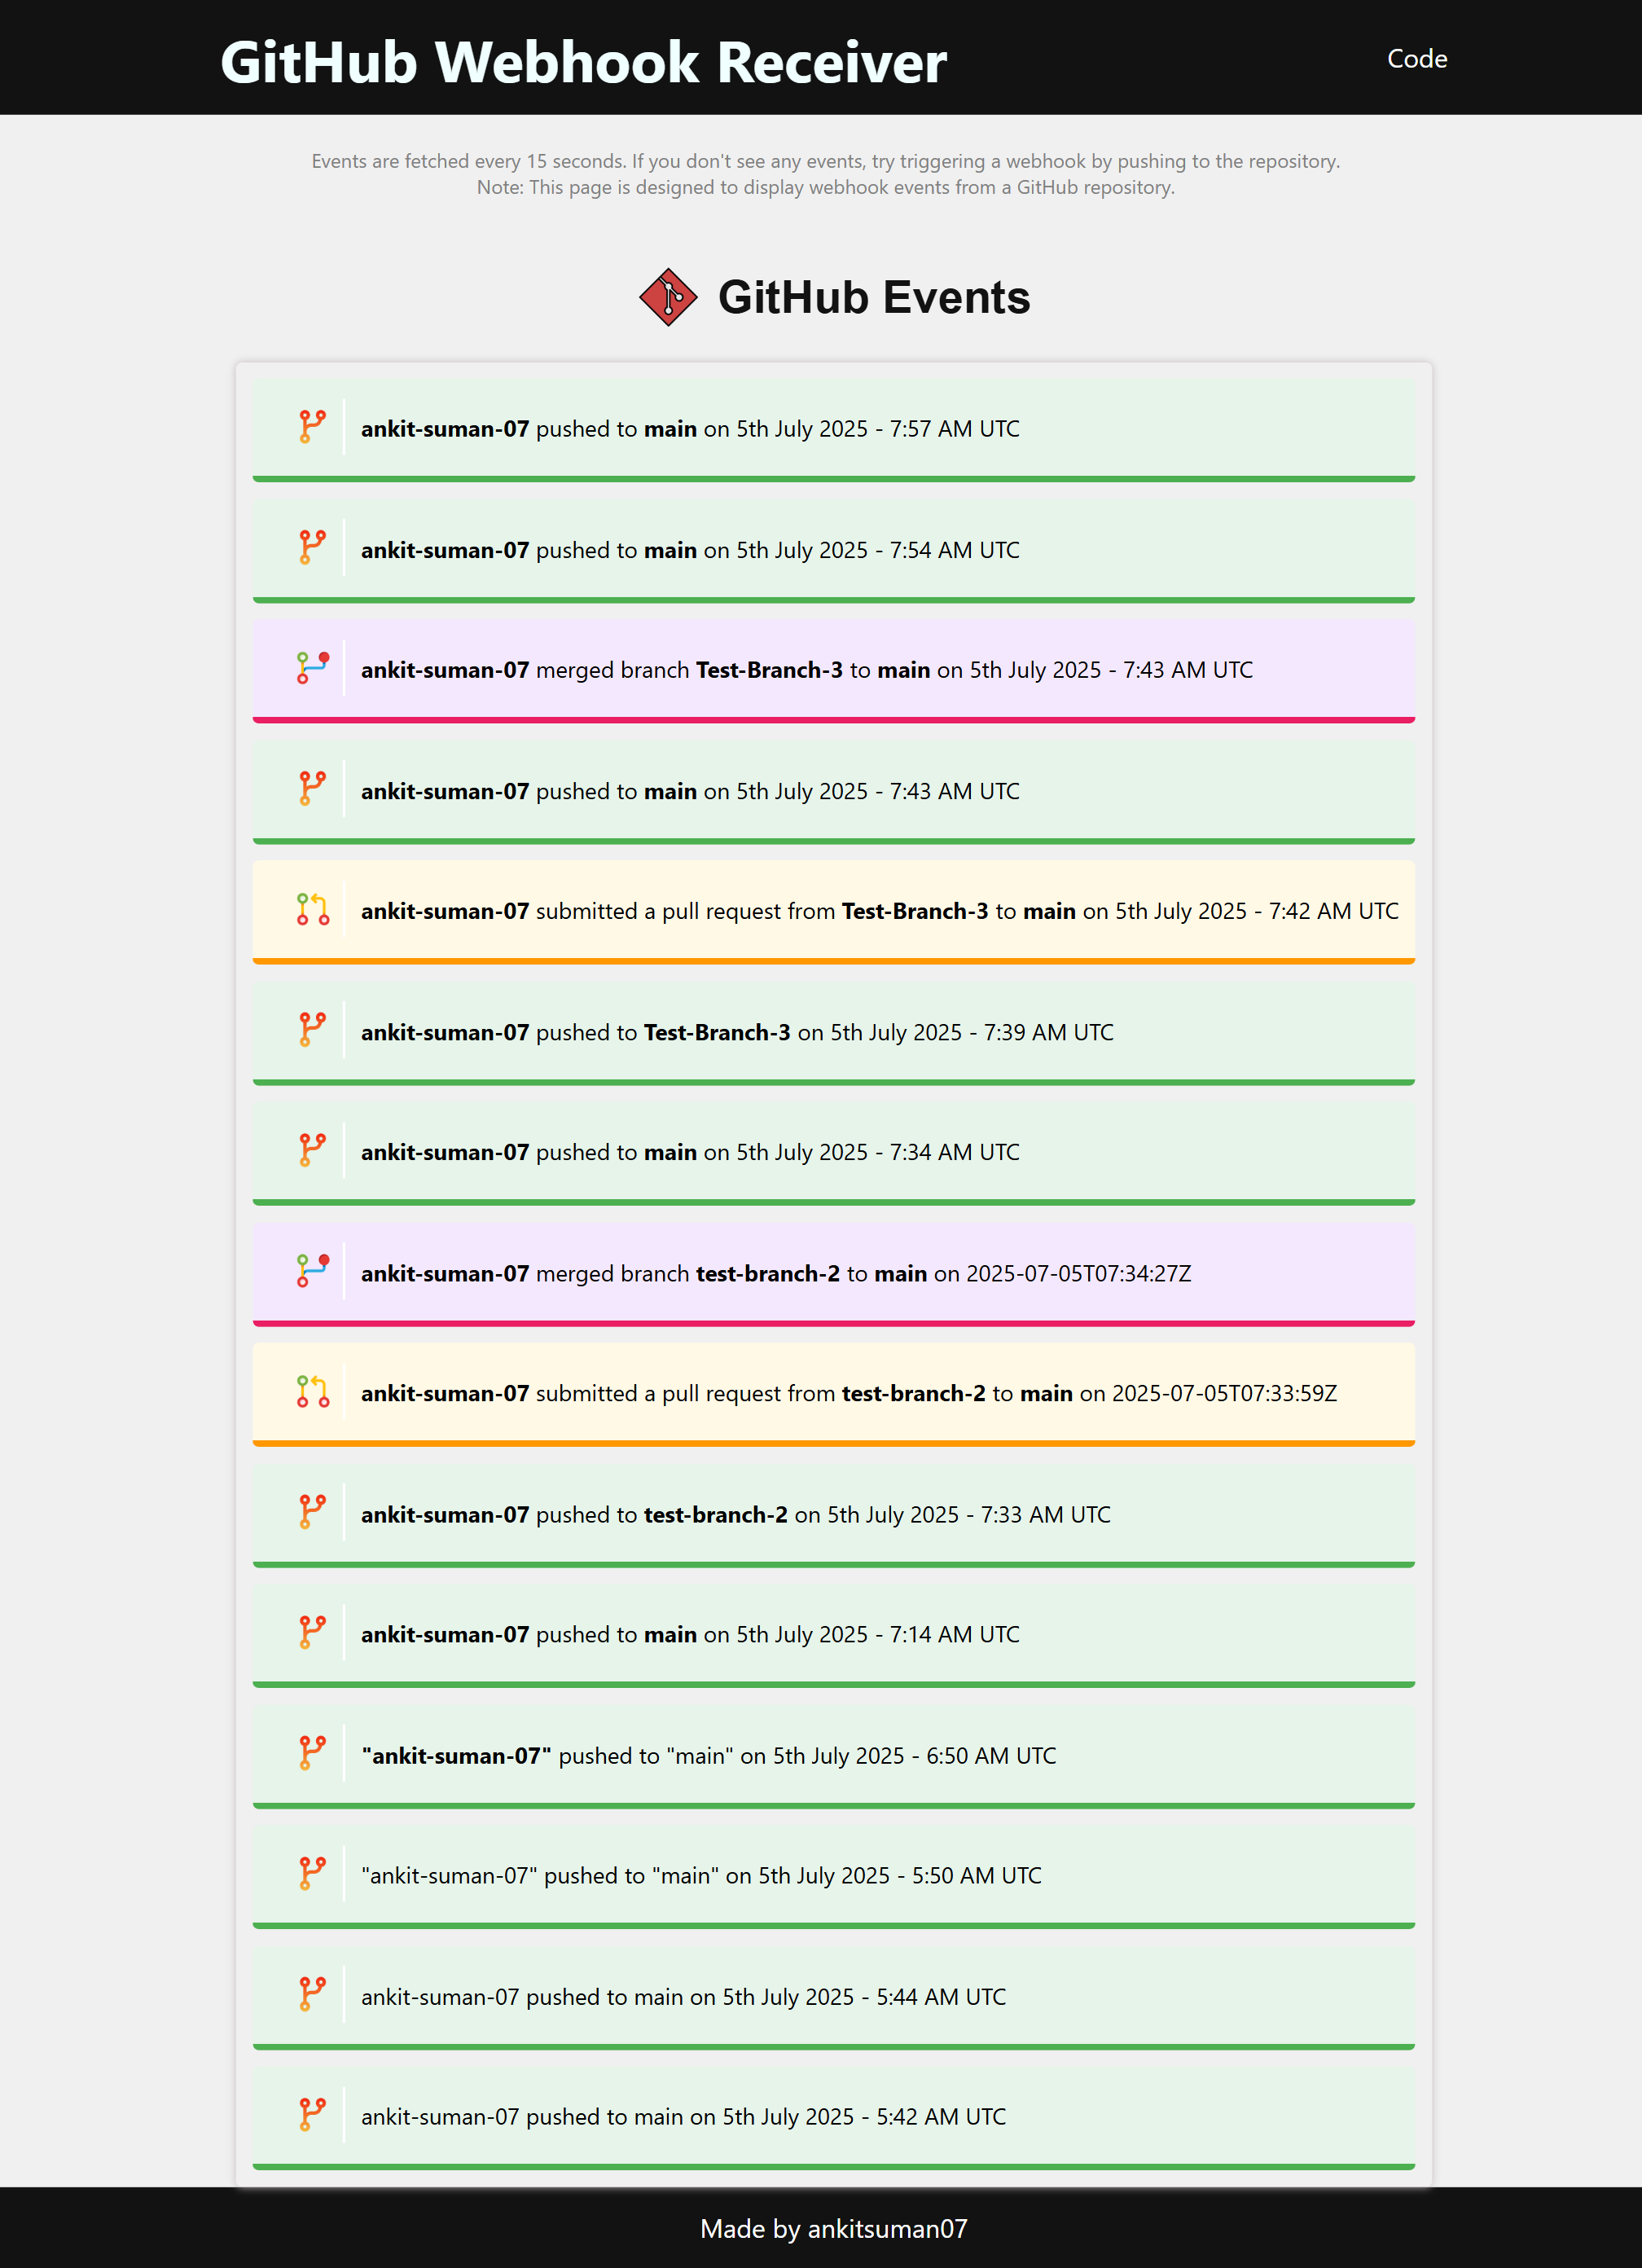 GitHub Webhook Receiver
Code
Events are fetched every 15 seconds. If you don't see any events, try triggering a webhook by pushing to the repository.
Note: This page is designed to display webhook events from a GitHub repository.
GitHub Events
ankit-suman-07 pushed to main on 5th July 2025 - 7:57 AM UTC
ankit-suman-07 pushed to main on 5th July 2025 - 7:54 AM UTC
ankit-suman-07 merged branch Test-Branch-3 to main on 5th July 2025 - 7:43 AM UTC
ankit-suman-07 pushed to main on 5th July 2025 - 7:43 AM UTC
ankit-suman-07 submitted a pull request from Test-Branch-3 to main on 5th July 2025 - 7:42 AM UTC
ankit-suman-07 pushed to Test-Branch-3 on 5th July 2025 - 7:39 AM UTC
ankit-suman-07 pushed to main on 5th July 2025 - 7:34 AM UTC
ankit-suman-07 merged branch test-branch-2 to main on 2025-07-05T07:34:27Z
ankit-suman-07 submitted a pull request from test-branch-2 to main on 2025-07-05T07:33:59Z
ankit-suman-07 pushed to test-branch-2 on 5th July 2025 - 7:33 AM UTC
ankit-suman-07 pushed to main on 5th July 2025 - 7:14 AM UTC
"ankit-suman-07" pushed to "main" on 5th July 2025 - 6:50 AM UTC
"ankit-suman-07" pushed to "main" on 5th July 2025 - 5:50 AM UTC
ankit-suman-07 pushed to main on 5th July 2025 - 5:44 AM UTC
ankit-suman-07 pushed to main on 5th July 2025 - 5:42 AM UTC
Made by ankitsuman07